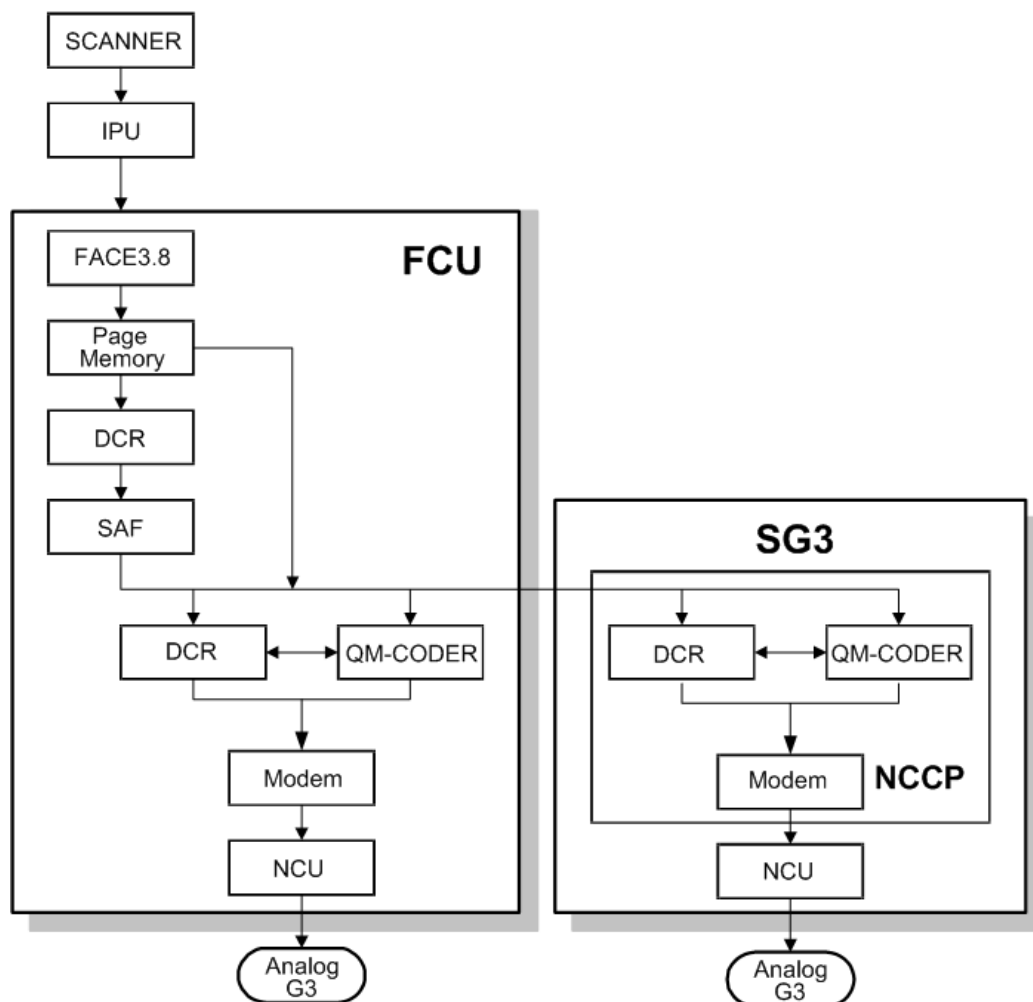 SCANNER
IPU
FCU
FACE3.8
Page
Memory
DCR
SAF
SG3
DCR
QM-CODER
DCR
QM-CODER
Modem
Modem
NCCP
NCU
NCU
Analog
G3
Analog
G3